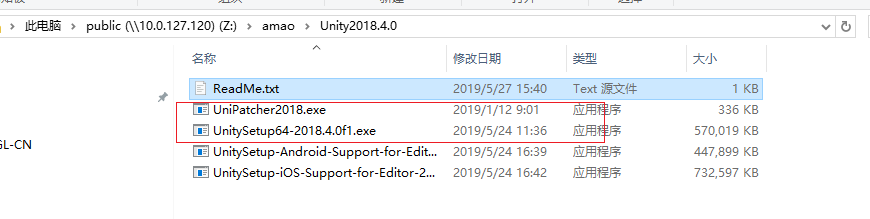 此电脑 > public (\\10.0.127.120) (Z:) > amao > Unity2018.4.0
名称 修改日期 类型 大小
ReadMe.txt 2019/5/27 15:40 Text 源文件 1 KB
UniPatcher2018.exe 2019/1/12 9:01 应用程序 336 KB
UnitySetup64-2018.4.0f1.exe 2019/5/24 11:36 应用程序 570,019 KB
UnitySetup-Android-Support-for-Edit... 2019/5/24 16:39 应用程序 447,899 KB
GL-CN
UnitySetup-iOS-Support-for-Editor-2... 2019/5/24 16:42 应用程序 732,597 KB